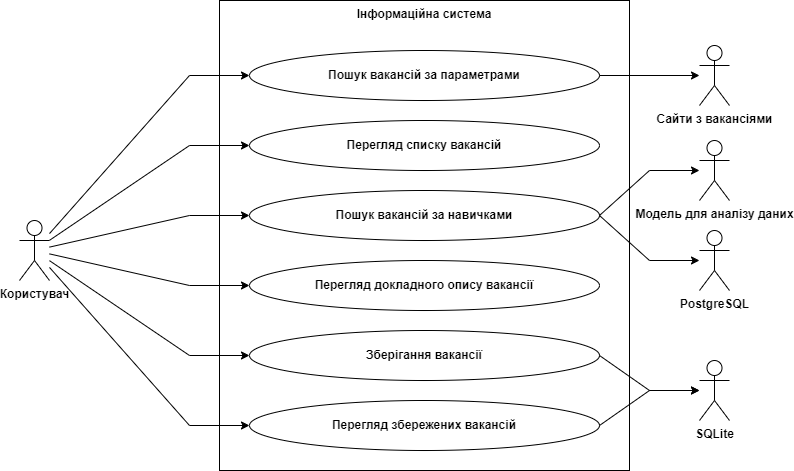 Інформаційна система
Пошук вакансій за параметрами
Сайти з вакансіями
Перегляд списку вакансій
Пошук вакансій за навичками
Модель для аналізу даних
Користувач
Перегляд докладного опису вакансії
PostgreSQL
Зберігання вакансії
Перегляд збережених вакансій
SQLite